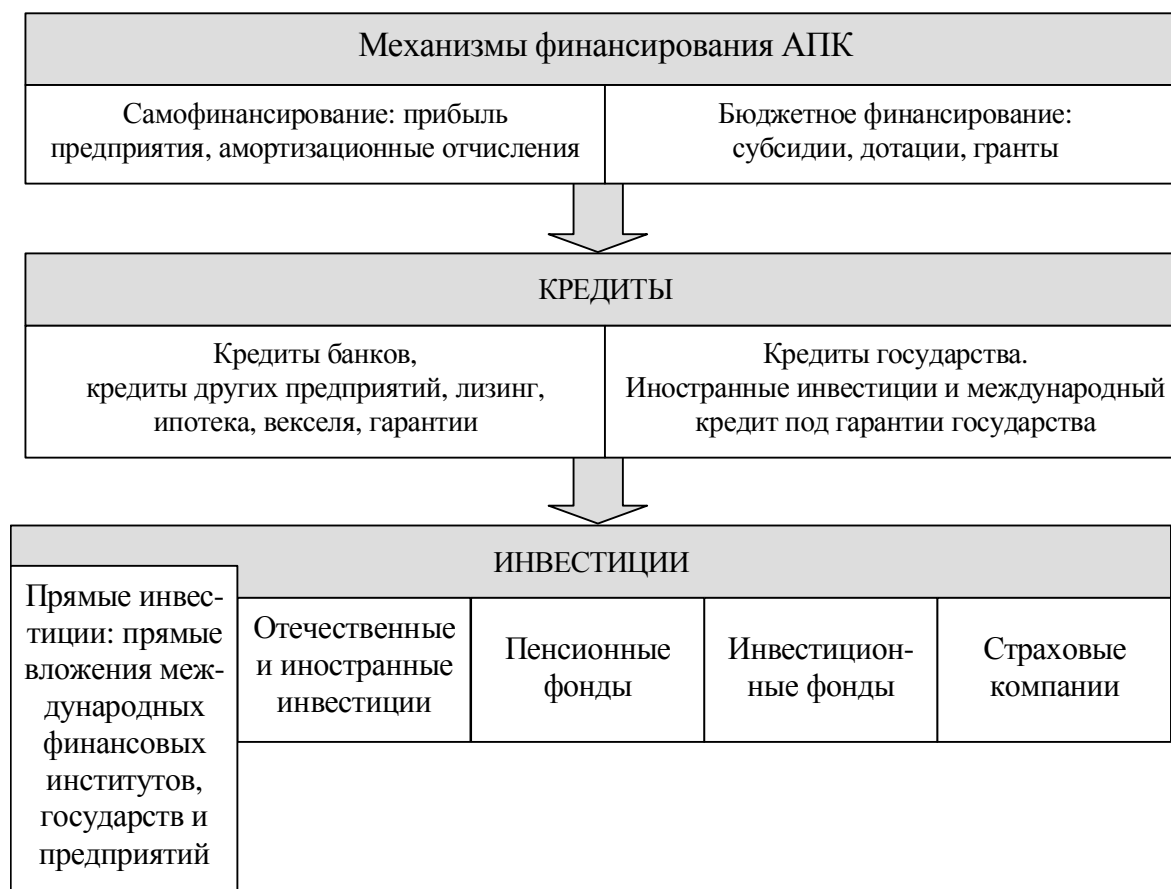 Механизмы финансирования АПК
Самофинансирование: прибыль
предприятия, амортизационные отчисления
Бюджетное финансирование:
субсидии, дотации, гранты
КРЕДИТЫ
Кредиты банков,
кредиты других предприятий, лизинг,
ипотека, векселя, гарантии
Кредиты государства.
Иностранные инвестиции и международный
кредит под гарантии государства
ИНВЕСТИЦИИ
Прямые инвес-
тиции: прямые
вложения меж-
дународных
финансовых
институтов,
государств и
предприятий
Отечественные
и иностранные
инвестиции
Пенсионные
фонды
Инвестицион-
ные фонды
Страховые
компании